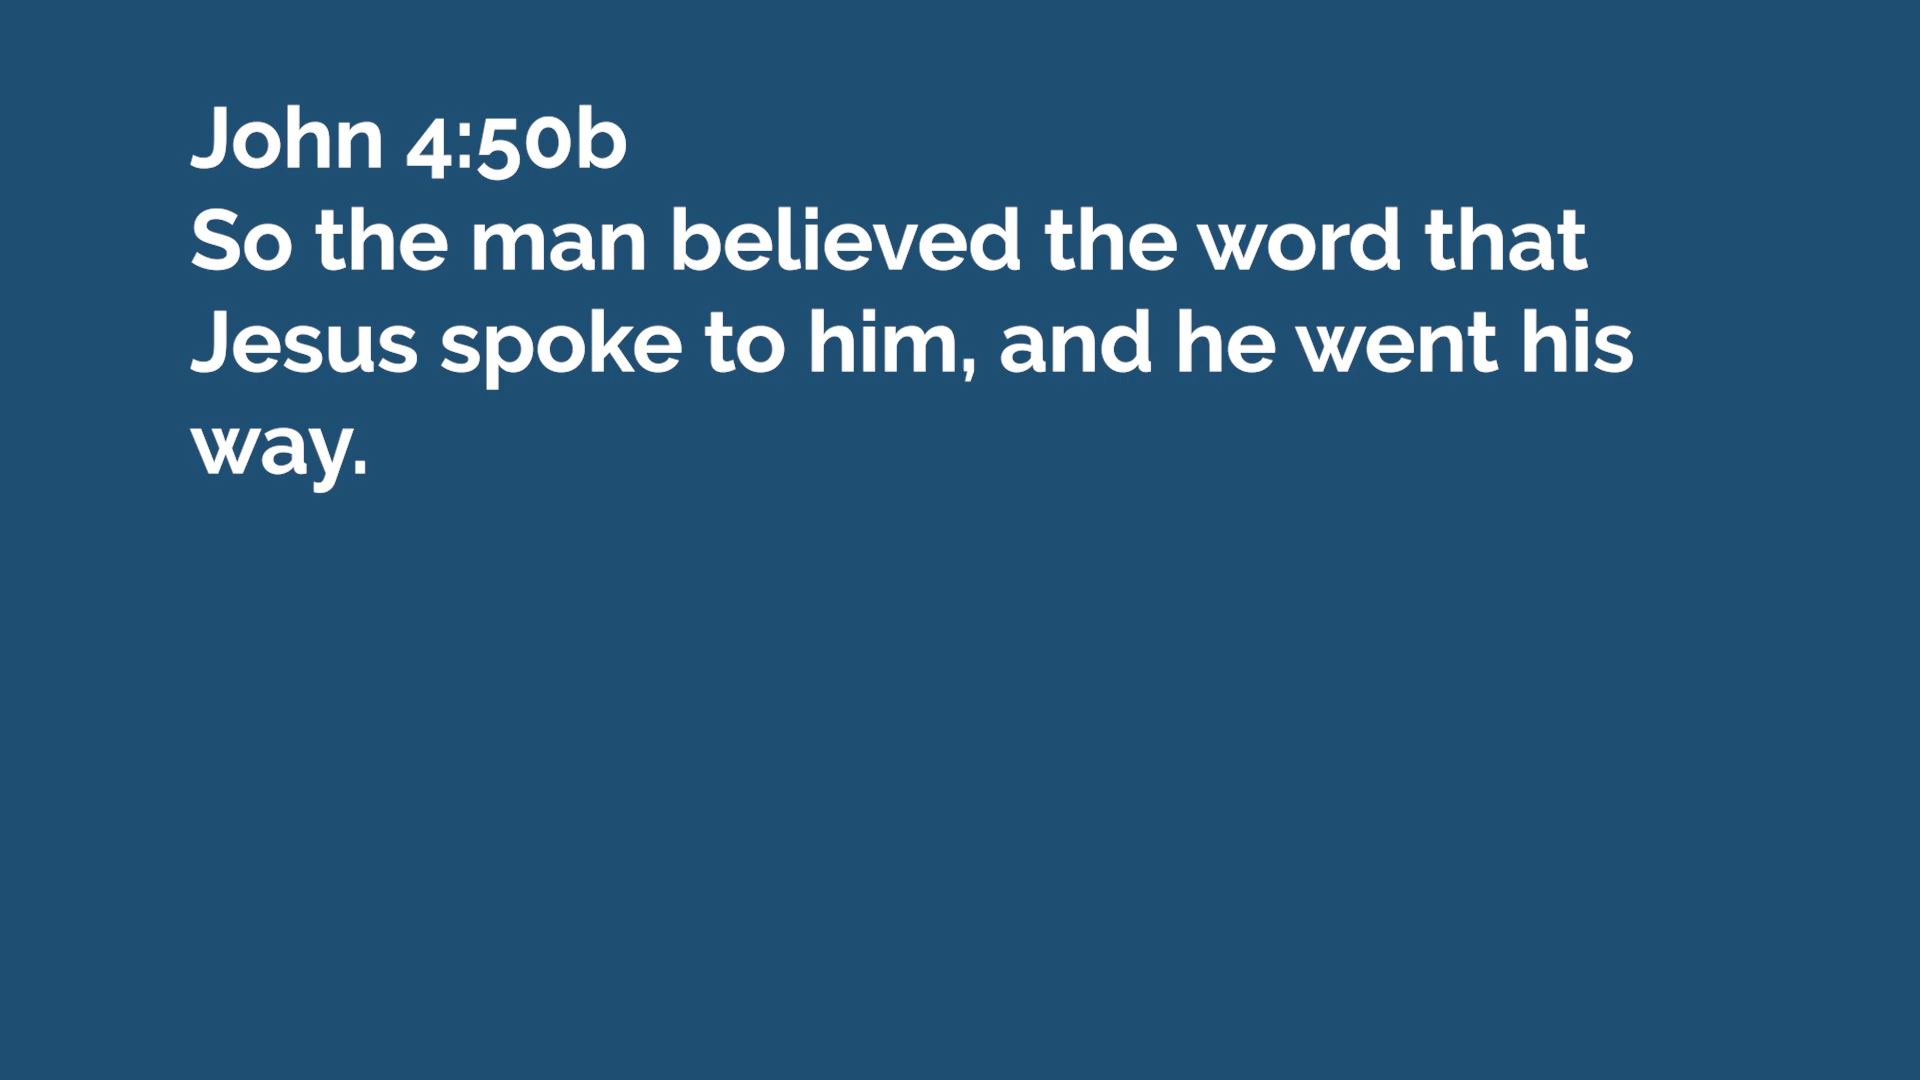 John 4:50b
So the man believed the word that
Jesus spoke to him, and he went his
way.